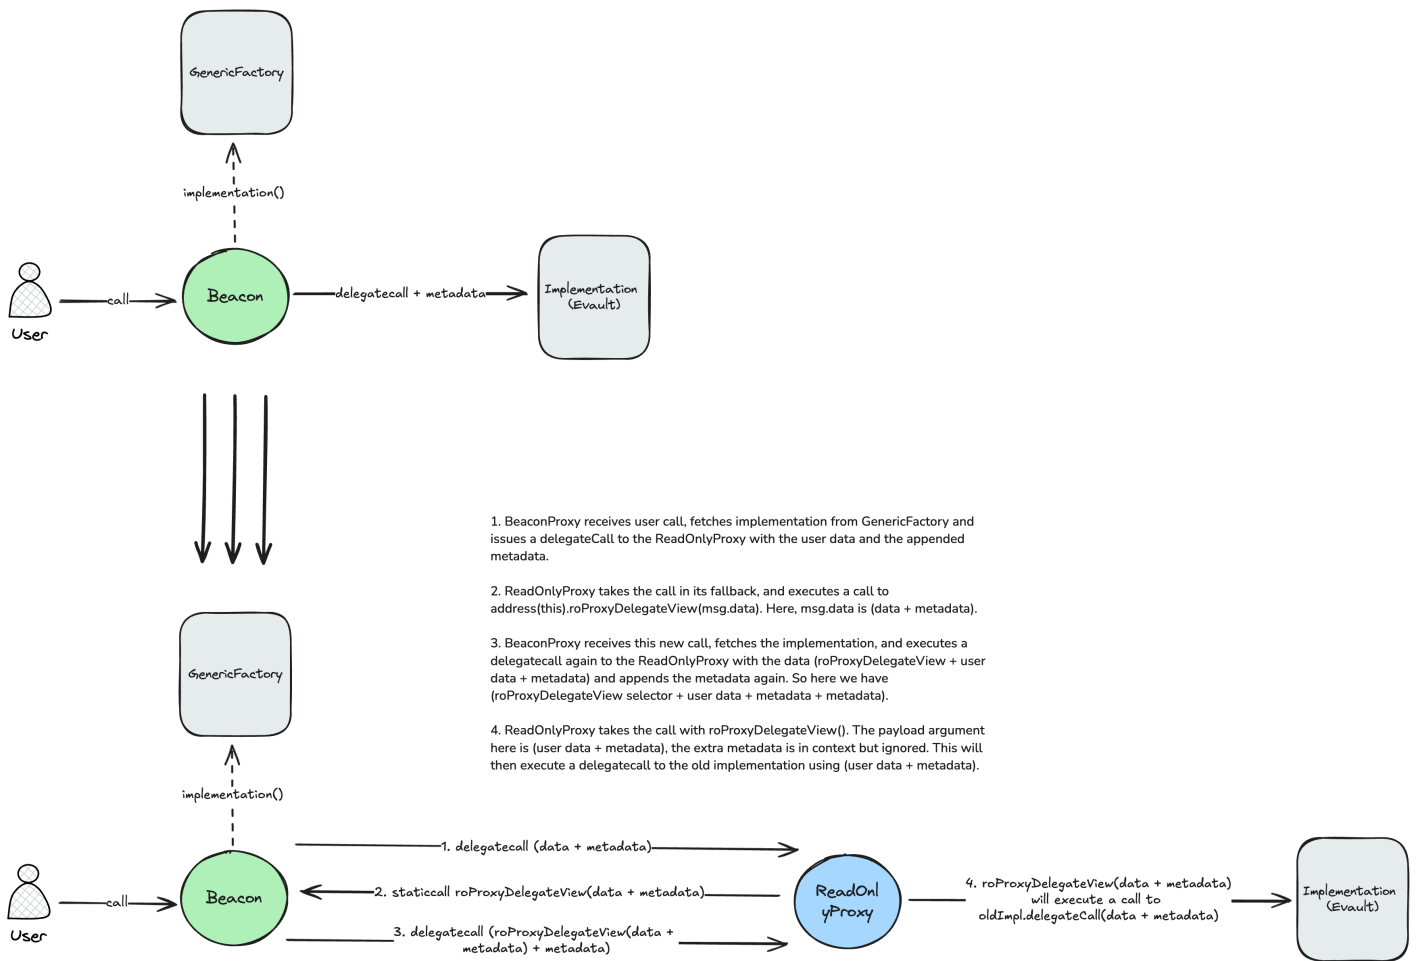 GenericFactory
implementation()
Beacon
call
User
delegatecall + metadata
Implementation
(Evault)
1. BeaconProxy receives user call, fetches implementation from GenericFactory and
issues a delegateCall to the ReadOnlyProxy with the user data and the appended
metadata.
2. ReadOnlyProxy takes the call in its fallback, and executes a call to
address(this).roProxyDelegateView(msg.data). Here, msg.data is (data + metadata).
3. BeaconProxy receives this new call, fetches the implementation, and executes a
delegatecall again to the ReadOnlyProxy with the data (roProxyDelegateView + user
data + metadata) and appends the metadata again. So here we have
(roProxyDelegateView selector + user data + metadata + metadata).
4. ReadOnlyProxy takes the call with roProxyDelegateView(). The payload argument
here is (user data + metadata), the extra metadata is in context but ignored. This will
then execute a delegatecall to the old implementation using (user data + metadata).
GenericFactory
implementation()
Beacon
call
User
1. delegatecall (data + metadata)
2. staticcall roProxyDelegateView(data + metadata)
3. delegatecall (roProxyDelegateView(data +
metadata) + metadata)
ReadOnl
yProxy
4. roProxyDelegateView(data + metadata)
will execute a call to
oldImpl.delegateCall(data + metadata)
Implementation
(Evault)